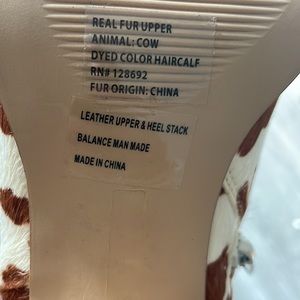 REAL FUR UPPER
ANIMAL: COW
DYED COLOR HAIRCALF
RN# 128692
FUR ORIGIN: CHINA
LEATHER UPPER & HEEL STACK
BALANCE MAN MADE
MADE IN CHINA